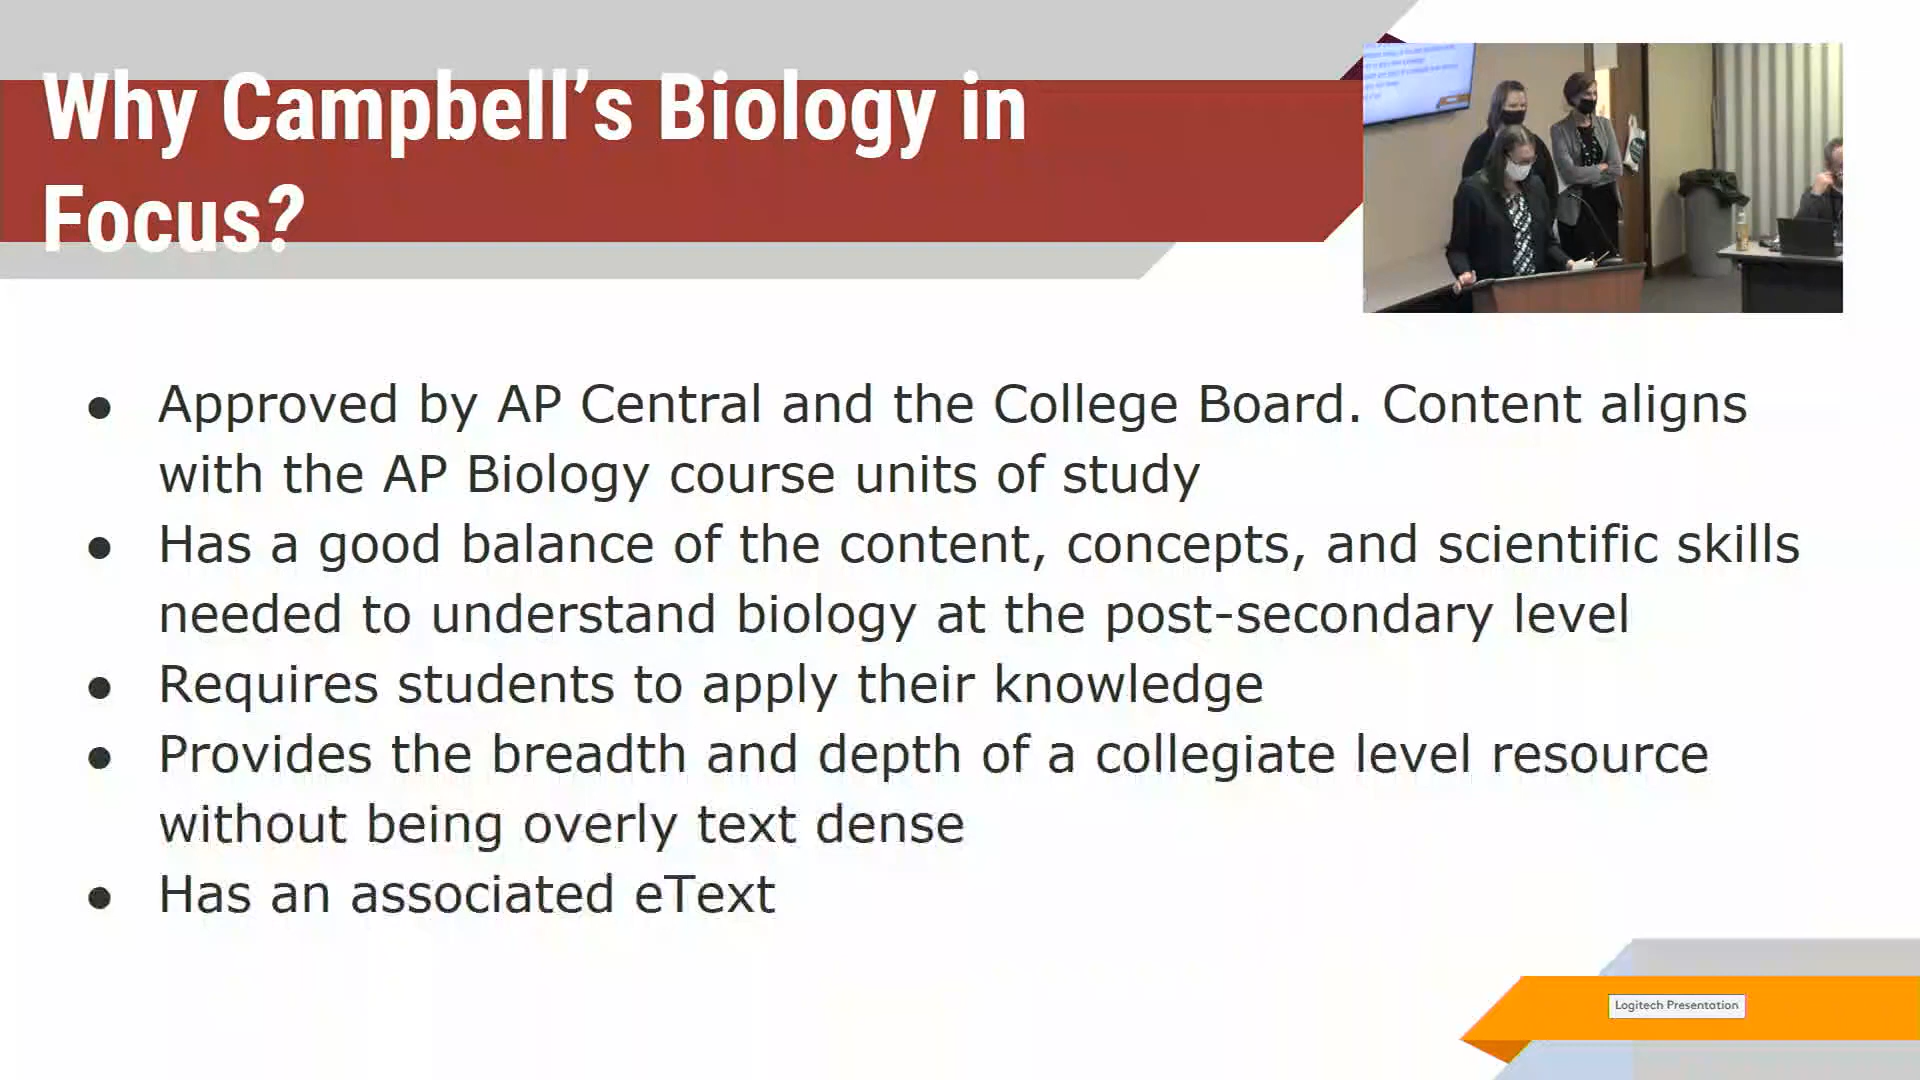 Why Campbell’s Biology in
Focus?
● Approved by AP Central and the College Board. Content aligns
with the AP Biology course units of study
● Has a good balance of the content, concepts, and scientific skills
needed to understand biology at the post-secondary level
● Requires students to apply their knowledge
● Provides the breadth and depth of a collegiate level resource
without being overly text dense
● Has an associated eText
Logitech Presentation